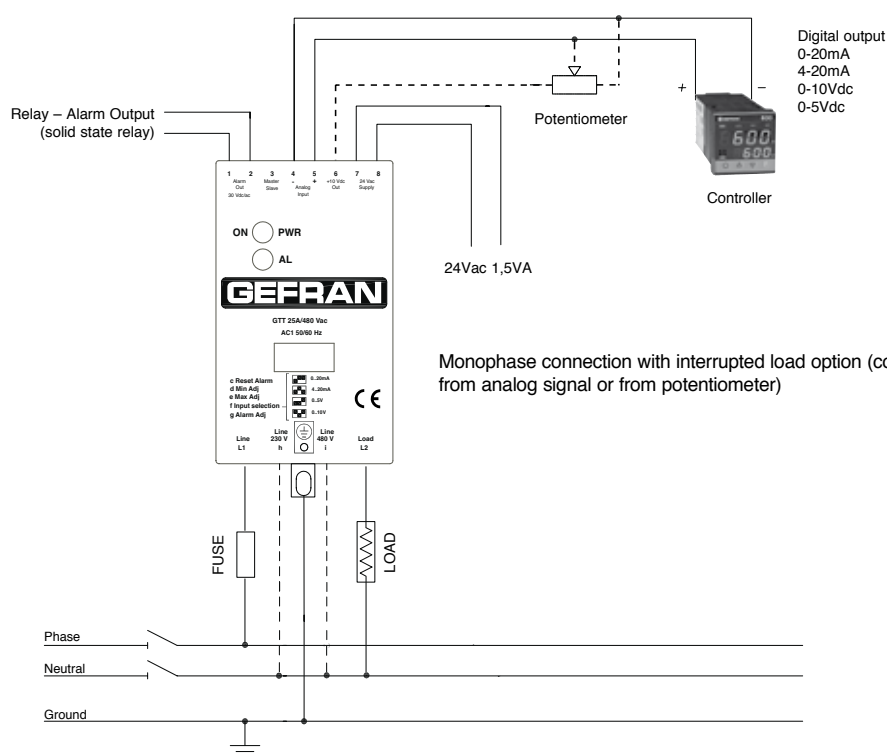 Digital output
0-20mA
4-20mA
0-10Vdc
0-5Vdc
+ −
Relay – Alarm Output
(solid state relay)
Potentiometer
600
600
Controller
1 2 3 4 5 6 7 8
Alarm Out 30 Vdc/ac
Master Slave
- +
Analog Input
+10 Vdc Out
24 Vac Supply
ON PWR
AL
24Vac 1,5VA
GEFRAN
GTT 25A/480 Vac
AC1 50/60 Hz
Monophase connection with interrupted load option (co
from analog signal or from potentiometer)
c Reset Alarm
d Min Adj
e Max Adj
f Input selection
g Alarm Adj
0..20mA
4..20mA
0..5V
0..10V
CE
Line L1
Line 230 V h
Line 480 V i
Load L2
FUSE
LOAD
Phase
Neutral
Ground